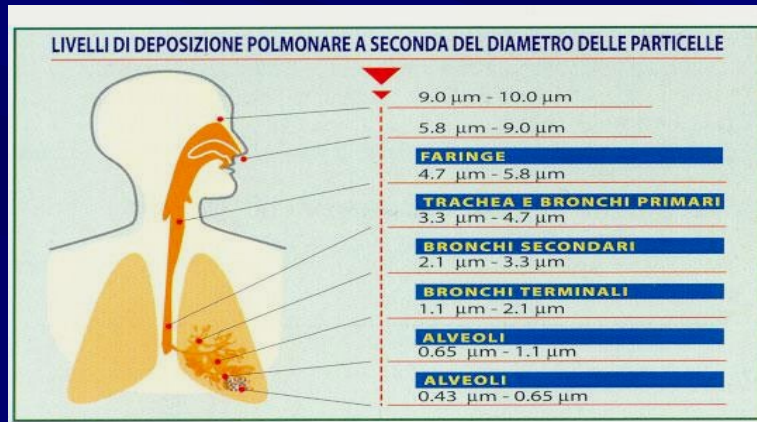 LIVELLI DI DEPOSIZIONE POLMONARE A SECONDA DEL DIAMETRO DELLE PARTICELLE
9.0 µm - 10.0 µm
5.8 µm - 9.0 µm
FARINGE
4.7 µm - 5.8 µm
TRACHEA E BRONCHI PRIMARI
3.3 µm - 4.7 µm
BRONCHI SECONDARI
2.1 µm - 3.3 µm
BRONCHI TERMINALI
1.1 µm - 2.1 µm
ALVEOLI
0.65 µm - 1.1 µm
ALVEOLI
0.43 µm - 0.65 µm